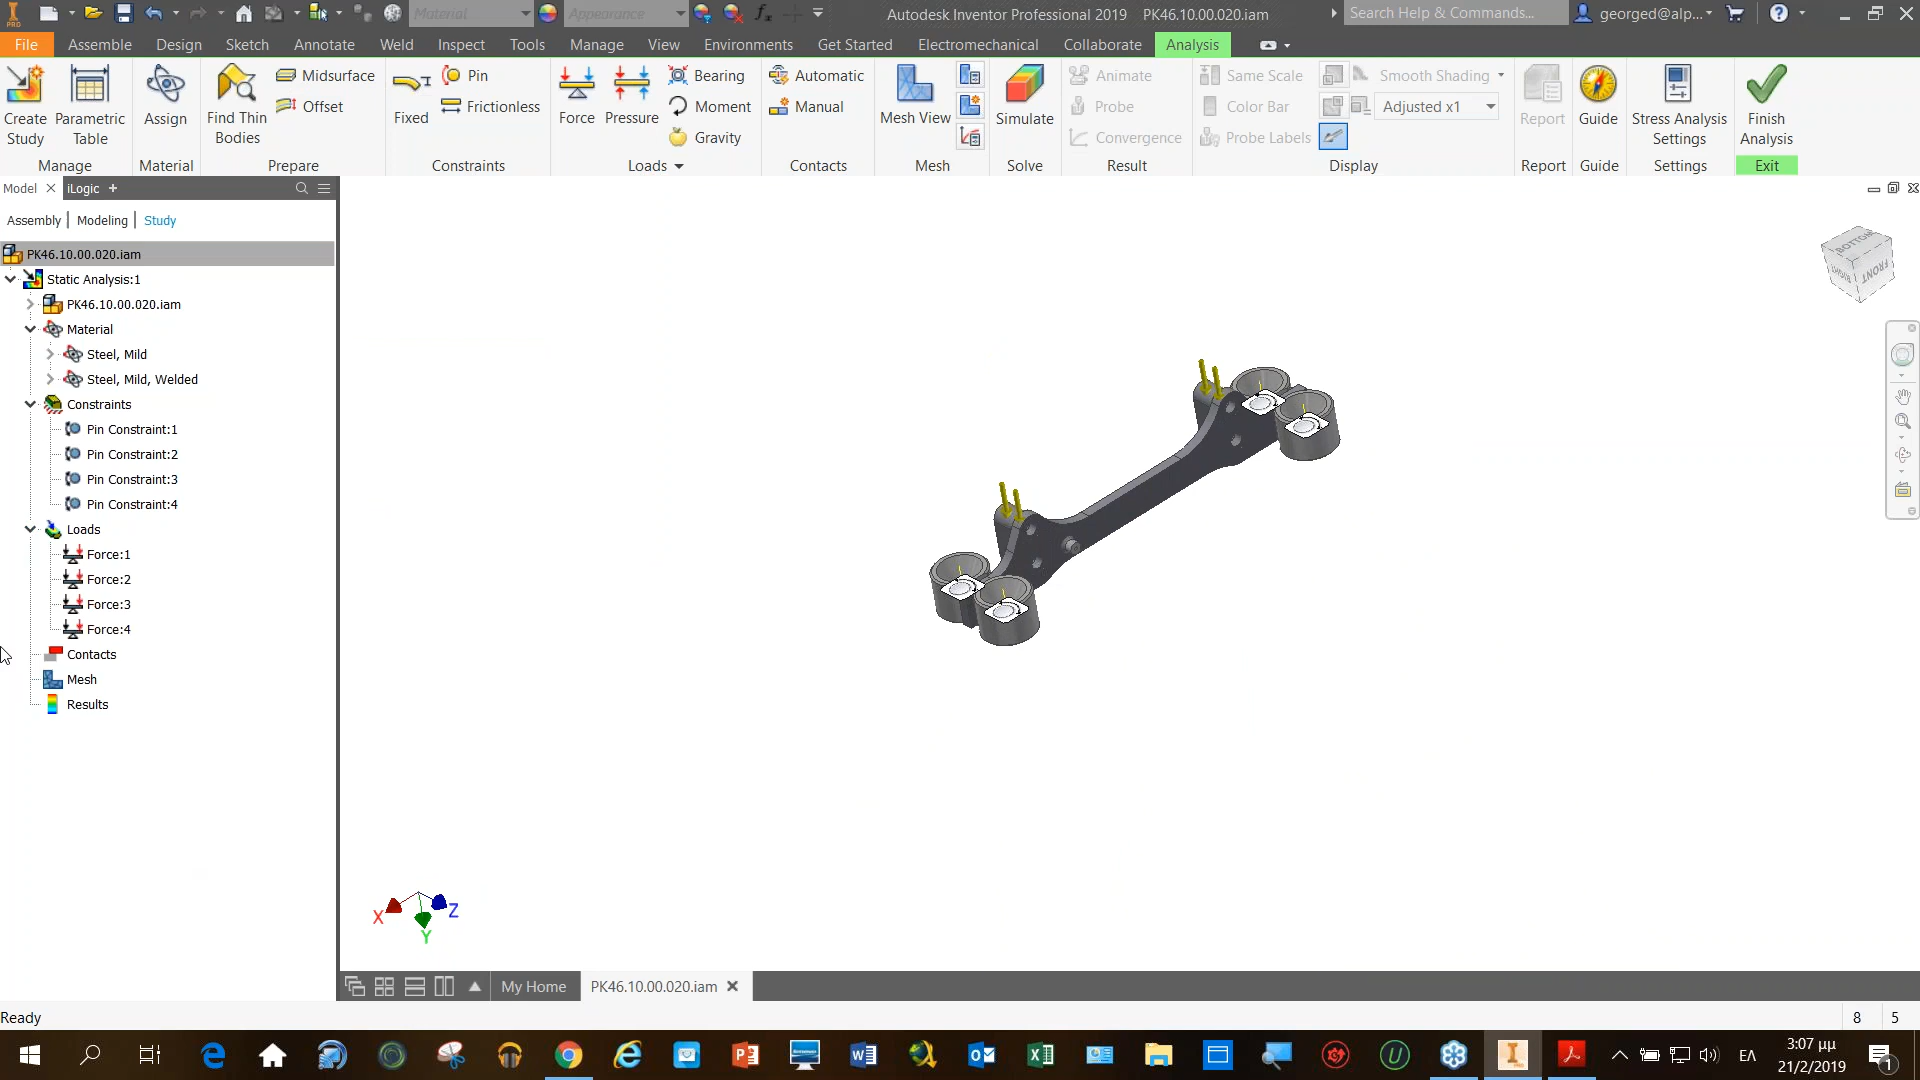 Material
Appearance
Autodesk Inventor Professional 2019 PK46.10.00.020.iam
Search Help & Commands...
georged@alp...
File Assembly Design Sketch Annotate Weld Inspect Tools Manage View Environments Get Started Electromechanical Collaborate Analysis
Create Study
Parametric Table
Manage
Assign
Material
Find Thin Bodies
Midsurface
Offset
Prepare
Fixed
Pin
Frictionless
Constraints
Force
Pressure
Bearing
Moment
Gravity
Loads
Automatic
Manual
Contacts
Mesh View
Mesh
Simulate
Solve
Animate
Probe
Convergence
Result
Same Scale
Color Bar
Probe Labels
Smooth Shading
Adjusted x1
Display
Report
Report
Guide
Guide
Stress Analysis Settings
Settings
Finish Analysis
Exit
Model iLogic +
Assembly | Modeling | Study
PK46.10.00.020.iam
Static Analysis:1
PK46.10.00.020.iam
Material
Steel, Mild
Steel, Mild, Welded
Constraints
Pin Constraint:1
Pin Constraint:2
Pin Constraint:3
Pin Constraint:4
Loads
Force:1
Force:2
Force:3
Force:4
Contacts
Mesh
Results
BOTTOM
RIGHT
FRONT
X
Y
Z
My Home
PK46.10.00.020.iam
Ready
8 5
ΕΛ
3:07 μμ
21/2/2019
1